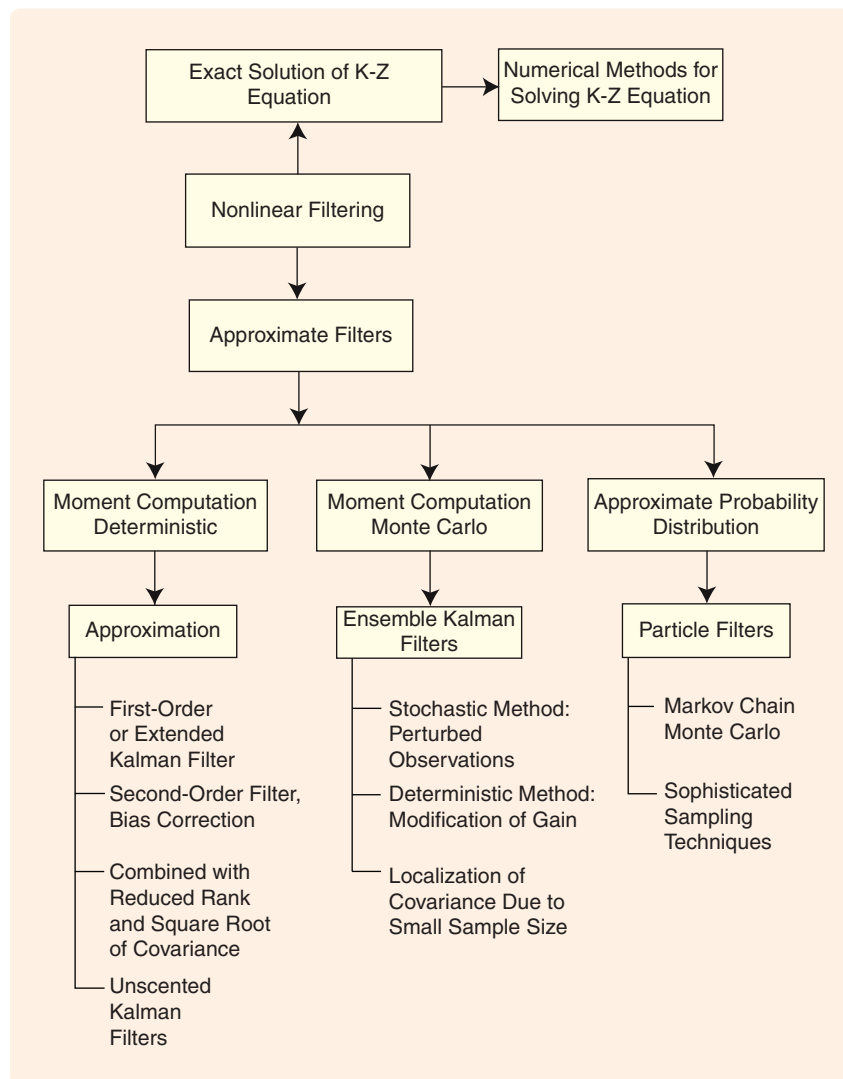 Exact Solution of K-Z
Equation
Numerical Methods for
Solving K-Z Equation
Nonlinear Filtering
Approximate Filters
Moment Computation
Deterministic
Moment Computation
Monte Carlo
Approximate Probability
Distribution
Approximation
Ensemble Kalman
Filters
Particle Filters
First-Order
or Extended
Kalman Filter
Second-Order Filter,
Bias Correction
Combined with
Reduced Rank
and Square Root
of Covariance
Unscented
Kalman
Filters
Stochastic Method:
Perturbed
Observations
Deterministic Method:
Modification of Gain
Localization of
Covariance Due to
Small Sample Size
Markov Chain
Monte Carlo
Sophisticated
Sampling
Techniques